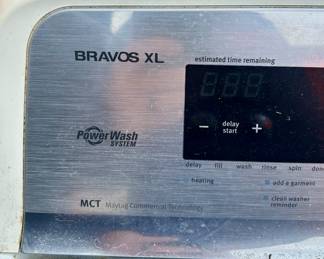 BRAVOS XL
estimated time remaining
delay
start
PowerWash
SYSTEM
delay fill wash rinse spin done
heating
add a garment
clean washer
reminder
MCT Maytag Commercial Technology